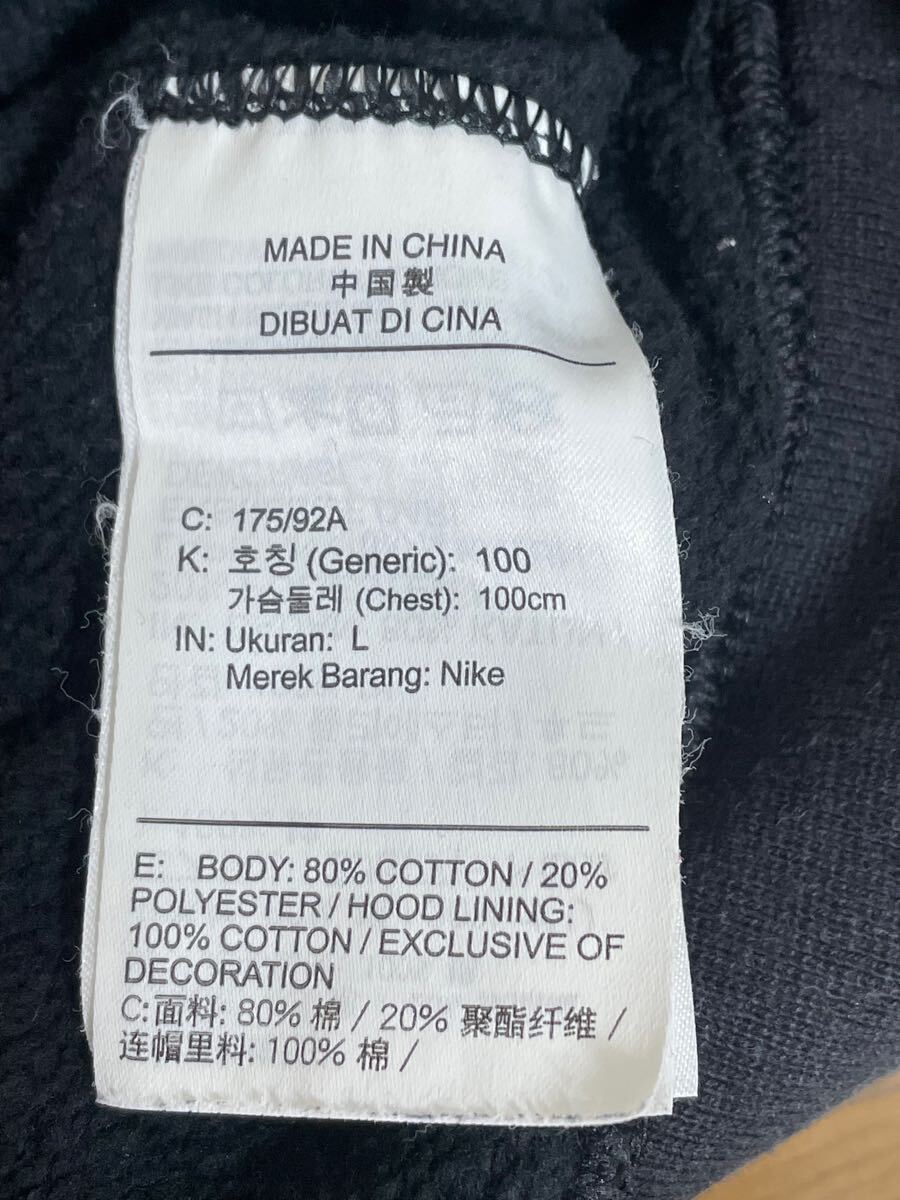 MADE IN CHINA
中国製
DIBUAT DI CINA
C: 175/92A
K: 호칭 (Generic): 100
가슴둘레 (Chest): 100cm
IN: Ukuran: L
Merek Barang: Nike
E: BODY: 80% COTTON / 20%
POLYESTER / HOOD LINING:
100% COTTON / EXCLUSIVE OF
DECORATION
C:面料: 80% 棉 / 20% 聚酯纤维 /
连帽里料: 100% 棉 /